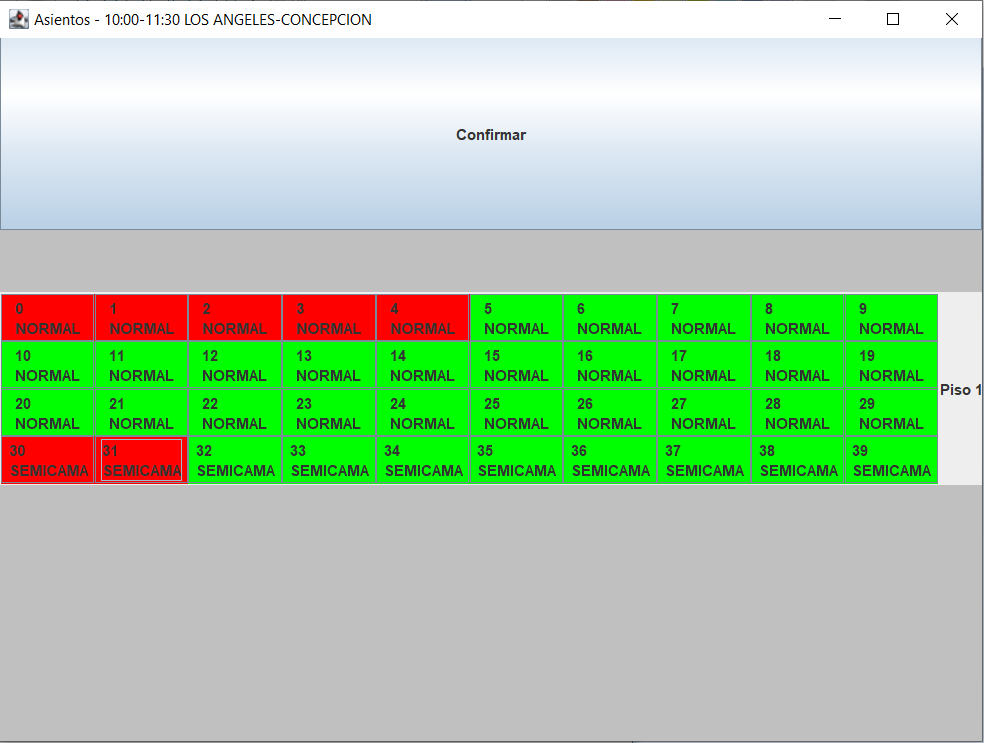 Asientos - 10:00-11:30 LOS ANGELES-CONCEPCION
Confirmar
0 1 2 3 4 5 6 7 8 9
NORMAL NORMAL NORMAL NORMAL NORMAL NORMAL NORMAL NORMAL NORMAL NORMAL
10 11 12 13 14 15 16 17 18 19
NORMAL NORMAL NORMAL NORMAL NORMAL NORMAL NORMAL NORMAL NORMAL NORMAL
Piso 1
20 21 22 23 24 25 26 27 28 29
NORMAL NORMAL NORMAL NORMAL NORMAL NORMAL NORMAL NORMAL NORMAL NORMAL
30 31 32 33 34 35 36 37 38 39
SEMICAMA SEMICAMA SEMICAMA SEMICAMA SEMICAMA SEMICAMA SEMICAMA SEMICAMA SEMICAMA SEMICAMA